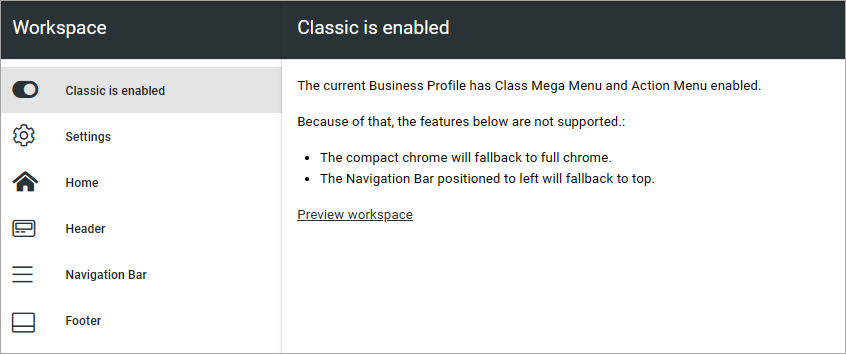 Workspace
Classic is enabled
Classic is enabled
Settings
Home
Header
Navigation Bar
Footer
The current Business Profile has Class Mega Menu and Action Menu enabled.
Because of that, the features below are not supported.:
• The compact chrome will fallback to full chrome.
• The Navigation Bar positioned to left will fallback to top.
Preview workspace